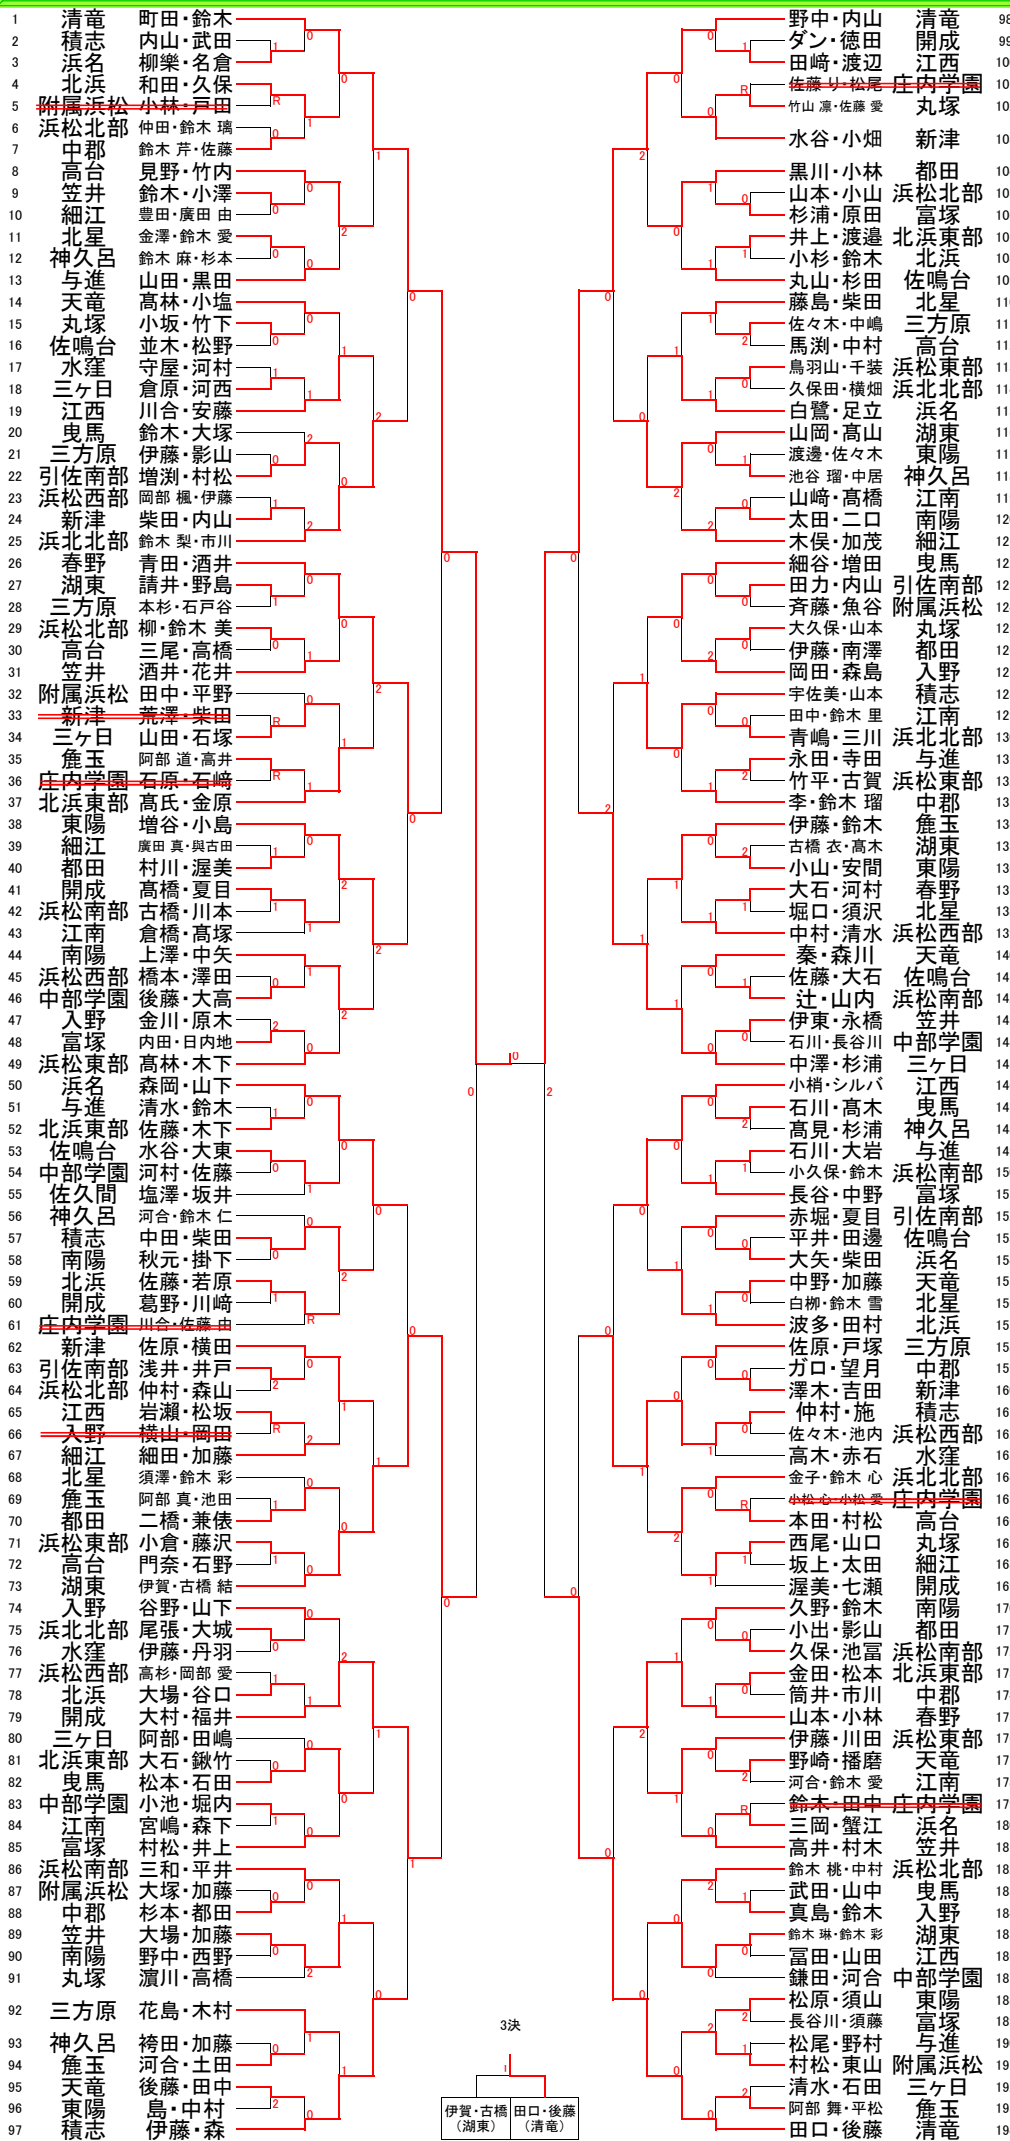 1 清竜 町田・鈴木
2 積志 内山・武田
3 浜名 柳樂・名倉
4 北浜 和田・久保
5 附属浜松 小林・戸田
6 浜松北部 仲田・鈴木 璃
7 中郡 鈴木 芹・佐藤
8 高台 見野・竹内
9 笠井 鈴木・小澤
10 細江 豊田・廣田 由
11 北星 金澤・鈴木 愛
12 神久呂 鈴木 麻・杉本
13 与進 山田・黒田
14 天竜 髙林・小塩
15 丸塚 小坂・竹下
16 佐鳴台 並木・松野
17 水窪 守屋・河村
18 三ヶ日 倉原・河西
19 江西 川合・安藤
20 曳馬 鈴木・大塚
21 三方原 伊藤・影山
22 引佐南部 増渕・村松
23 浜松西部 岡部 楓・伊藤
24 新津 柴田・内山
25 浜北北部 鈴木 梨・市川
26 春野 青田・酒井
27 湖東 請井・野島
28 三方原 本杉・石戸谷
29 浜松北部 柳・鈴木 美
30 高台 三尾・高橋
31 笠井 酒井・花井
32 附属浜松 田中・平野
33 新津 荒澤・柴田
34 三ヶ日 山田・石塚
35 麁玉 阿部 道・高井
36 庄内学園 石原・石﨑
37 北浜東部 髙氏・金原
38 東陽 増谷・小島
39 細江 廣田 真・與古田
40 都田 村川・渥美
41 開成 髙橋・夏目
42 浜松南部 古橋・川本
43 江南 倉橋・髙塚
44 南陽 上澤・中矢
45 浜松西部 橋本・澤田
46 中部学園 後藤・大高
47 入野 金川・原木
48 富塚 内田・日内地
49 浜松東部 髙林・木下
50 浜名 森岡・山下
51 与進 清水・鈴木
52 北浜東部 佐藤・木下
53 佐鳴台 水谷・大東
54 中部学園 河村・佐藤
55 佐久間 塩澤・坂井
56 神久呂 河合・鈴木 仁
57 積志 中田・柴田
58 南陽 秋元・掛下
59 北浜 佐藤・若原
60 開成 葛野・川﨑
61 庄内学園 川合・佐藤 由
62 新津 佐原・横田
63 引佐南部 浅井・井戸
64 浜松北部 仲村・森山
65 江西 岩瀬・松坂
66 入野 横山・岡田
67 細江 細田・加藤
68 北星 須澤・鈴木 彩
69 麁玉 阿部 真・池田
70 都田 二橋・兼俵
71 浜松東部 小倉・藤沢
72 高台 門奈・石野
73 湖東 伊賀・古橋 結
74 入野 谷野・山下
75 浜北北部 尾張・大城
76 水窪 伊藤・丹羽
77 浜松西部 高杉・岡部 愛
78 北浜 大場・谷口
79 開成 大村・福井
80 三ヶ日 阿部・田嶋
81 北浜東部 大石・鍬竹
82 曳馬 松本・石田
83 中部学園 小池・堀内
84 江南 宮嶋・森下
85 富塚 村松・井上
86 浜松南部 三和・平井
87 附属浜松 大塚・加藤
88 中郡 杉本・都田
89 笠井 大場・加藤
90 南陽 野中・西野
91 丸塚 濵川・高橋
92 三方原 花島・木村
93 神久呂 袴田・加藤
94 麁玉 河合・土田
95 天竜 後藤・田中
96 東陽 島・中村
97 積志 伊藤・森
3決
伊賀・古橋 (湖東)
田口・後藤 (清竜)
野中・内山 清竜 98
ダン・徳田 開成 99
田﨑・渡辺 江西
佐藤 り・松尾 庄内学園
竹山 凛・佐藤 愛 丸塚
水谷・小畑 新津
黒川・小林 都田
山本・小山 浜松北部
杉浦・原田 富塚
井上・渡邉 北浜東部
小杉・鈴木 北浜
丸山・杉田 佐鳴台
藤島・柴田 北星
佐々木・中嶋 三方原
馬渕・中村 高台
鳥羽山・千装 浜松東部
久保田・横畑 浜北北部
白鷺・足立 浜名
山岡・髙山 湖東
渡邊・佐々木 東陽
池谷 瑠・中居 神久呂
山﨑・髙橋 江南
太田・二口 南陽
木俣・加茂 細江
細谷・増田 曳馬
田力・内山 引佐南部
斉藤・魚谷 附属浜松
大久保・山本 丸塚
伊藤・南澤 都田
岡田・森島 入野
宇佐美・山本 積志
田中・鈴木 里 江南
青嶋・三川 浜北北部
永田・寺田 与進
竹平・古賀 浜松東部
李・鈴木 瑠 中郡
伊藤・鈴木 麁玉
古橋 衣・髙木 湖東
小山・安間 東陽
大石・河村 春野
堀口・須沢 北星
中村・清水 浜松西部
秦・森川 天竜
佐藤・大石 佐鳴台
辻・山内 浜松南部
伊東・永橋 笠井
石川・長谷川 中部学園
中澤・杉浦 三ヶ日
小梢・シルバ 江西
石川・髙木 曳馬
髙見・杉浦 神久呂
石川・大岩 与進
小久保・鈴木 浜松南部
長谷・中野 富塚
赤堀・夏目 引佐南部
平井・田邊 佐鳴台
大矢・柴田 浜名
中野・加藤 天竜
白栁・鈴木 雪 北星
波多・田村 北浜
佐原・戸塚 三方原
ガロ・望月 中郡
澤木・吉田 新津
仲村・施 積志
佐々木・池内 浜松西部
高木・赤石 水窪
金子・鈴木 心 浜北北部
小松 心・小松 愛 庄内学園
本田・村松 高台
西尾・山口 丸塚
坂上・太田 細江
渥美・七瀬 開成
久野・鈴木 南陽
小出・影山 都田
久保・池冨 浜松南部
金田・松本 北浜東部
筒井・市川 中郡
山本・小林 春野
伊藤・川田 浜松東部
野崎・播磨 天竜
河合・鈴木 愛 江南
鈴木・田中 庄内学園
三岡・蟹江 浜名
高井・村木 笠井
鈴木 桃・中村 浜松北部
武田・山中 曳馬
真島・鈴木 入野
鈴木 琳・鈴木 彩 湖東
冨田・山田 江西
鎌田・河合 中部学園
松原・須山 東陽
長谷川・須藤 富塚
松尾・野村 与進
村松・東山 附属浜松
清水・石田 三ヶ日
阿部 舞・平松 麁玉
田口・後藤 清竜